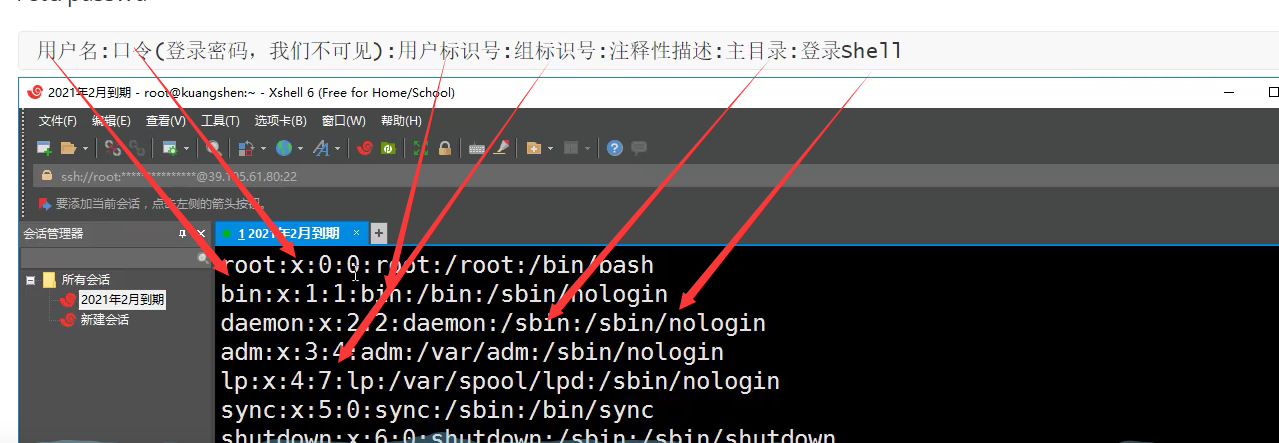 用户名:口令(登录密码，我们不可见):用户标识号:组标识号:注释性描述:主目录:登录Shell
2021年2月到期 - root@kuangshen:~ - Xshell 6 (Free for Home/School)
文件(F) 编辑(E) 查看(V) 工具(T) 选项卡(B) 窗口(W) 帮助(H)
ssh://root:***************@39.105.61.80:22
要添加当前会话，点击左侧的箭头按钮。
会话管理器
1 2021年2月到期
所有会话
2021年2月到期
新建会话
root:x:0:0:root:/root:/bin/bash
bin:x:1:1:bin:/bin:/sbin/nologin
daemon:x:2:2:daemon:/sbin:/sbin/nologin
adm:x:3:4:adm:/var/adm:/sbin/nologin
lp:x:4:7:lp:/var/spool/lpd:/sbin/nologin
sync:x:5:0:sync:/sbin:/bin/sync
shutdown:x:6:0:shutdown:/sbin:/sbin/shutdown